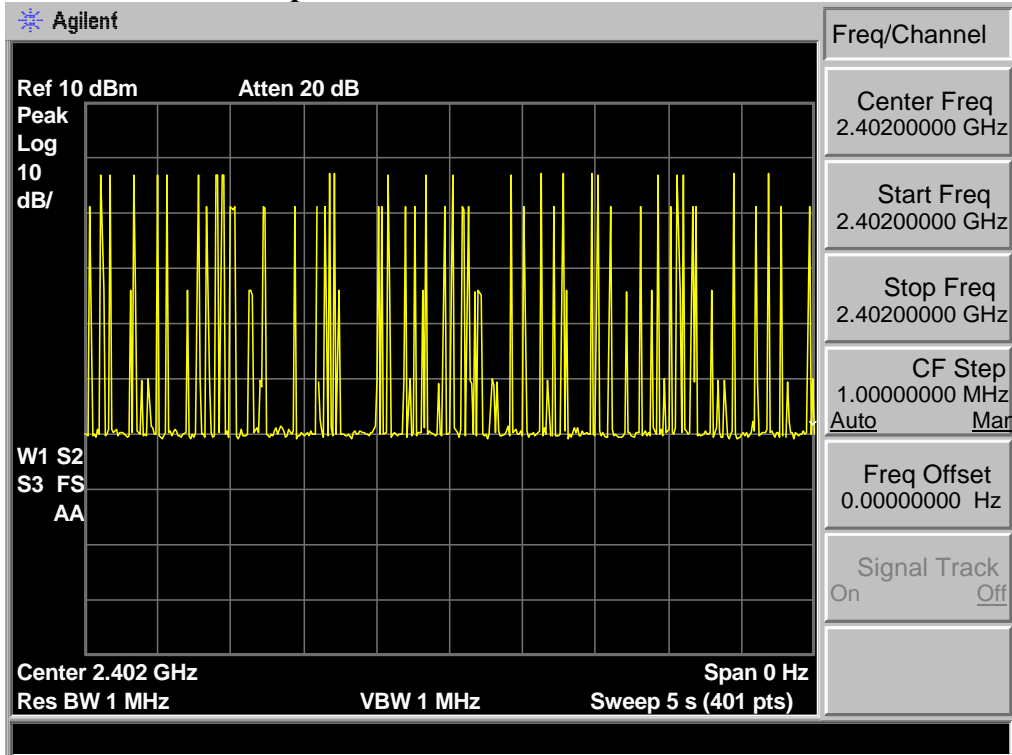 Agilent
Freq/Channel
Ref 10 dBm Atten 20 dB
Peak
Log
10
dB/
W1 S2
S3 FS
AA
Center 2.402 GHz Span 0 Hz
Res BW 1 MHz VBW 1 MHz Sweep 5 s (401 pts)
Center Freq
2.40200000 GHz
Start Freq
2.40200000 GHz
Stop Freq
2.40200000 GHz
CF Step
1.00000000 MHz
Auto Man
Freq Offset
0.00000000 Hz
Signal Track
On Off